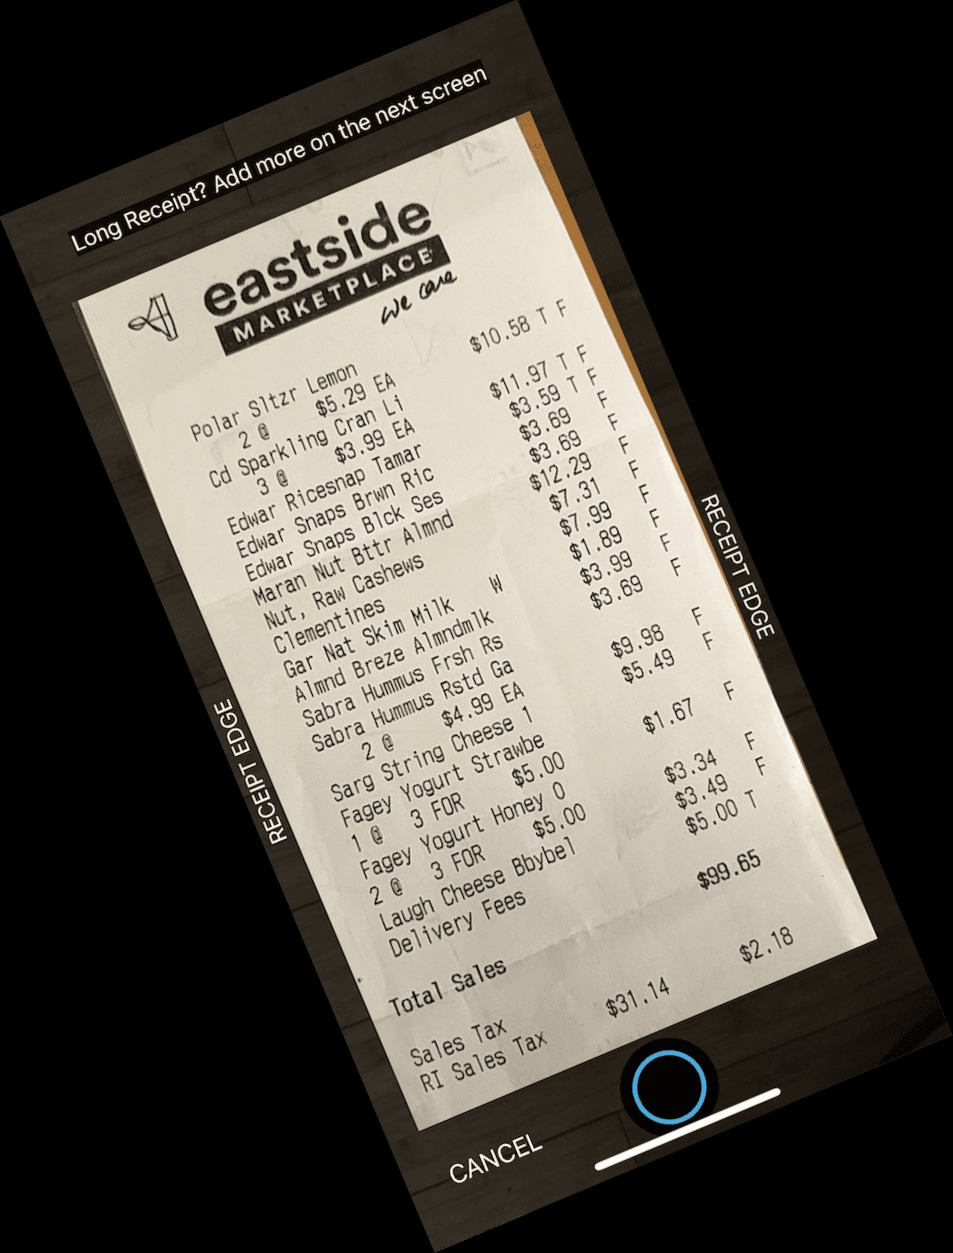 Long Receipt? Add more on the next screen
eastside
MARKETPLACE
we care
Polar Sltzr Lemon
2 @ $5.29 EA $10.58 T F
Cd Sparkling Cran Li
3 @ $3.99 EA $11.97 T F
Edwar Ricesnap Tamar $3.59 T F
Edwar Snaps Brwn Ric $3.69 F
Edwar Snaps Blck Ses $3.69 F
Maran Nut Bttr Almnd $12.29 F
Nut, Raw Cashews $7.31 F
Clementines $7.99 F
Gar Nat Skim Milk W $1.89 F
Almnd Breze Almndmlk $3.99 F
Sabra Hummus Frsh Rs $3.69 F
Sabra Hummus Rstd Ga
2 @ $4.99 EA $9.98 F
Sarg String Cheese 1 $5.49 F
Fagey Yogurt Strawbe
1 @ 3 FOR $5.00 $1.67 F
Fagey Yogurt Honey O
2 @ 3 FOR $5.00 $3.34 F
Laugh Cheese Bbybel $3.49 F
Delivery Fees $5.00 T
Total Sales $99.65
Sales Tax
RI Sales Tax $31.14 $2.18
RECEIPT EDGE
RECEIPT EDGE
CANCEL